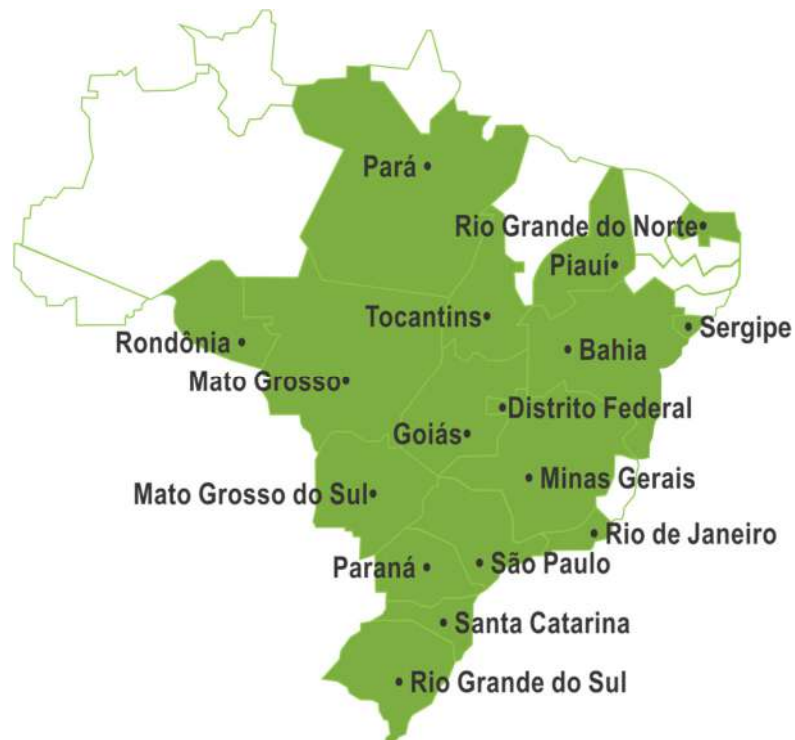 Pará
Rio Grande do Norte
Piauí
Tocantins
Sergipe
Rondônia
Bahia
Mato Grosso
Distrito Federal
Goiás
Minas Gerais
Mato Grosso do Sul
Rio de Janeiro
São Paulo
Paraná
Santa Catarina
Rio Grande do Sul